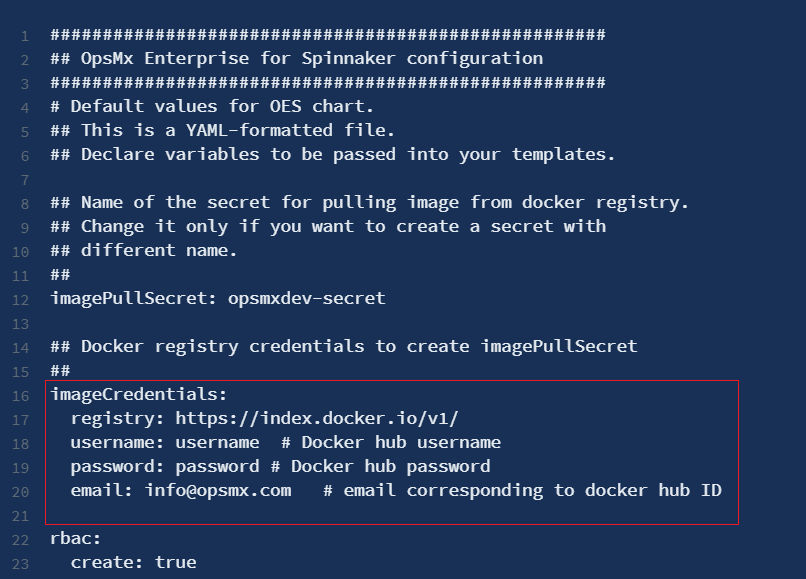 1 #####################################################
2 ## OpsMx Enterprise for Spinnaker configuration
3 #####################################################
4 # Default values for OES chart.
5 ## This is a YAML-formatted file.
6 ## Declare variables to be passed into your templates.
7
8 ## Name of the secret for pulling image from docker registry.
9 ## Change it only if you want to create a secret with
10 ## different name.
11 ##
12 imagePullSecret: opsmxdev-secret
13
14 ## Docker registry credentials to create imagePullSecret
15 ##
16 imageCredentials:
17   registry: https://index.docker.io/v1/
18   username: username  # Docker hub username
19   password: password # Docker hub password
20   email: info@opsmx.com   # email corresponding to docker hub ID
21
22 rbac:
23   create: true